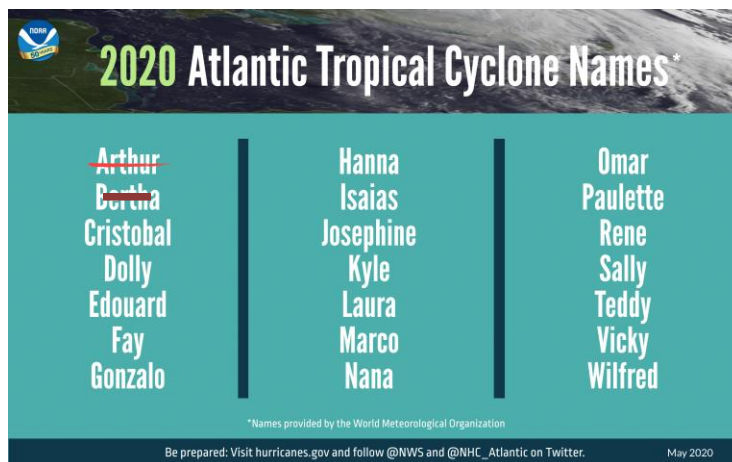 NOAA
50 YEARS
2020 Atlantic Tropical Cyclone Names*
Arthur
Bertha
Cristobal
Dolly
Edouard
Fay
Gonzalo
Hanna
Isaias
Josephine
Kyle
Laura
Marco
Nana
Omar
Paulette
Rene
Sally
Teddy
Vicky
Wilfred
*Names provided by the World Meteorological Organization
Be prepared: Visit hurricanes.gov and follow @NWS and @NHC_Atlantic on Twitter.
May 2020